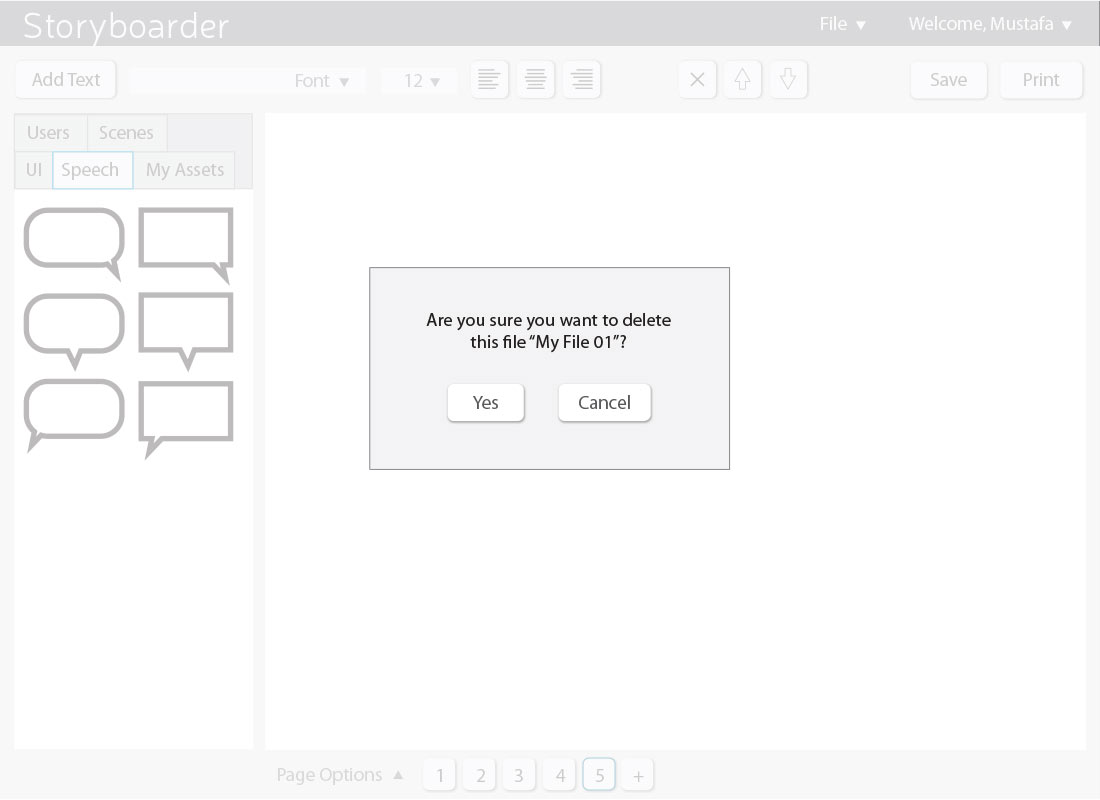 Storyboarder
File ▼
Welcome, Mustafa ▼
Add Text
Font ▼
12 ▼
Save
Print
Users
Scenes
UI
Speech
My Assets
Are you sure you want to delete
this file “My File 01”?
Yes
Cancel
Page Options ▲
1
2
3
4
5
+